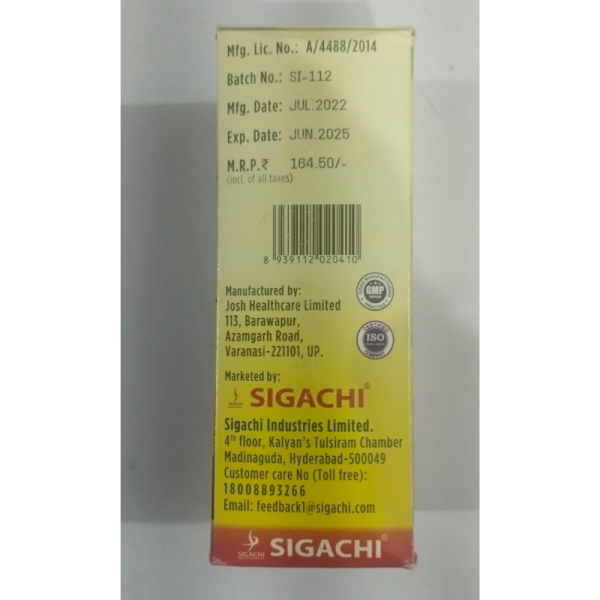 Mfg. Lic. No.: A/4488/2014
Batch No.: SI-112
Mfg. Date: JUL.2022
Exp. Date: JUN.2025
M.R.P.₹ 164.50/-
(incl. of all taxes)
8 939112 020410
Manufactured by:
Josh Healthcare Limited
113, Barawapur,
Azamgarh Road,
Varanasi-221101, UP.
GMP
CERTIFIED
ISO
COMPANY
Marketed by:
SIGACHI®
Sigachi Industries Limited.
4th floor, Kalyan's Tulsiram Chamber
Madinaguda, Hyderabad-500049
Customer care No (Toll free):
18008893266
Email: feedback1@sigachi.com
SIGACHI
SIGACHI®